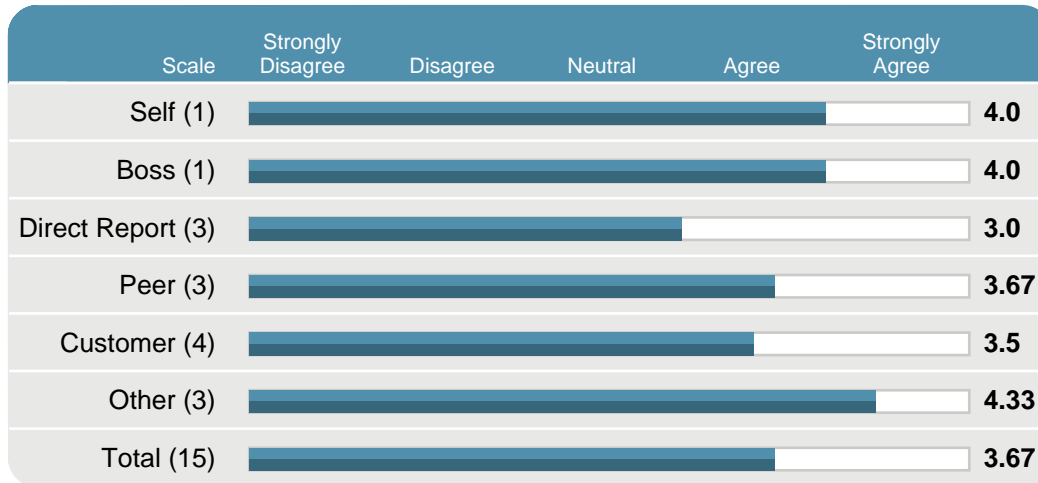 Scale
Strongly
Disagree
Disagree
Neutral
Agree
Strongly
Agree
Self (1) 4.0
Boss (1) 4.0
Direct Report (3) 3.0
Peer (3) 3.67
Customer (4) 3.5
Other (3) 4.33
Total (15) 3.67